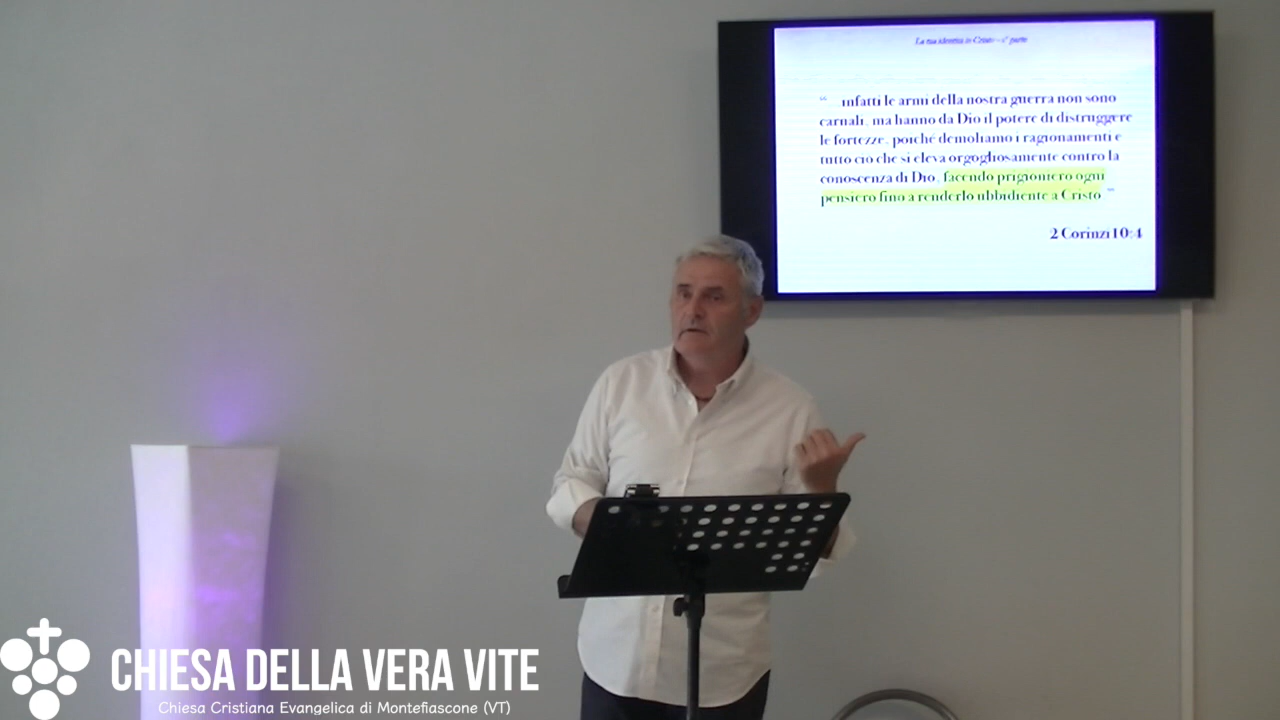 La tua identità in Cristo - 1° parte
“ ...infatti le armi della nostra guerra non sono
carnali, ma hanno da Dio il potere di distruggere
le fortezze, poiché demoliamo i ragionamenti e
tutto ciò che si eleva orgogliosamente contro la
conoscenza di Dio, facendo prigioniero ogni
pensiero fino a renderlo ubbidiente a Cristo ”
2 Corinzi 10:4
CHIESA DELLA VERA VITE
Chiesa Cristiana Evangelica di Montefiascone (VT)